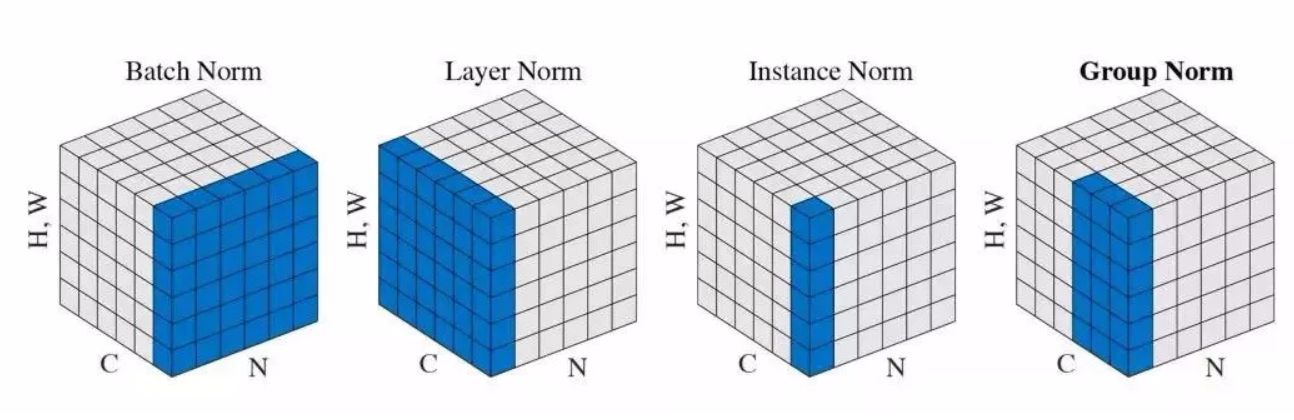 Batch Norm
Layer Norm
Instance Norm
Group Norm
H, W
C
N
H, W
C
N
H, W
C
N
H, W
C
N